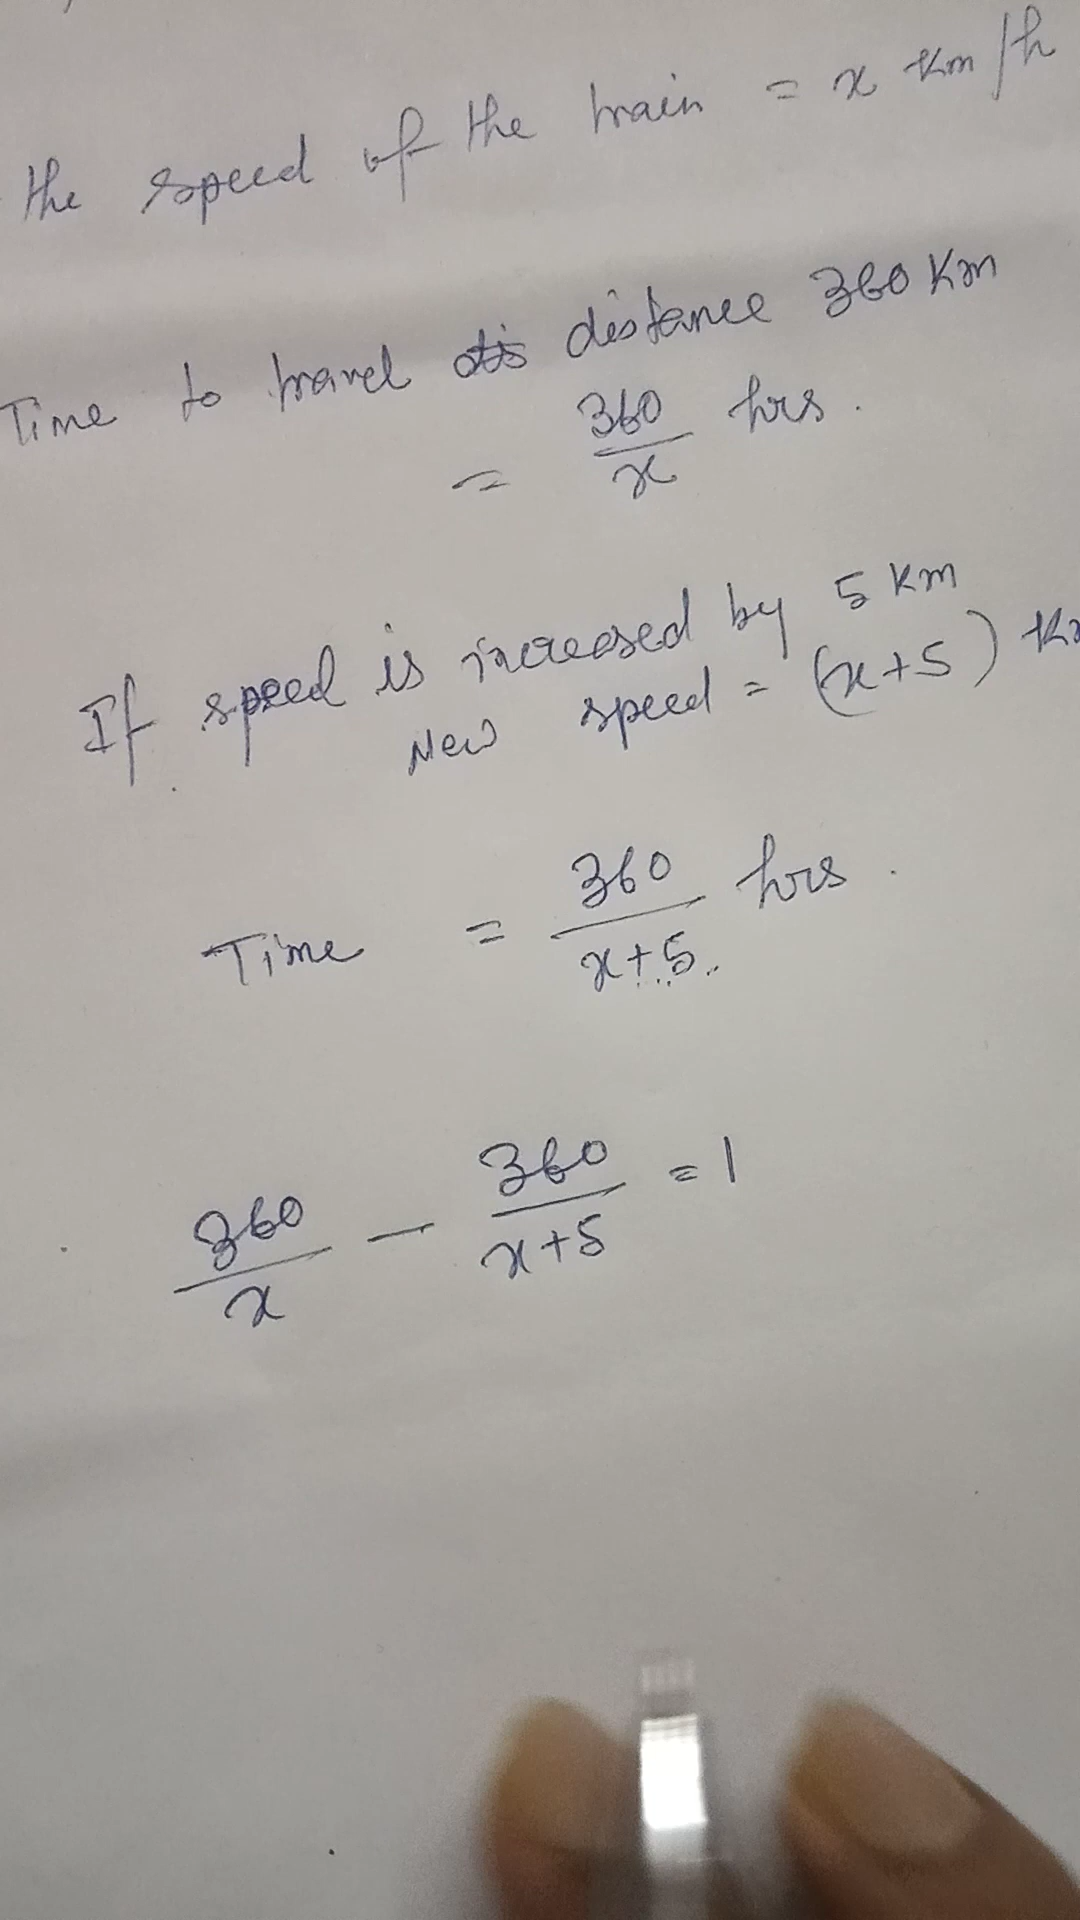 the speed of the train = x km/h
Time to travel distance 360 Km
= 360/x hrs.
If speed is increased by 5 Km
New speed = (x+5)
Time = 360/x+5 hrs.
360/x - 360/x+5 = 1